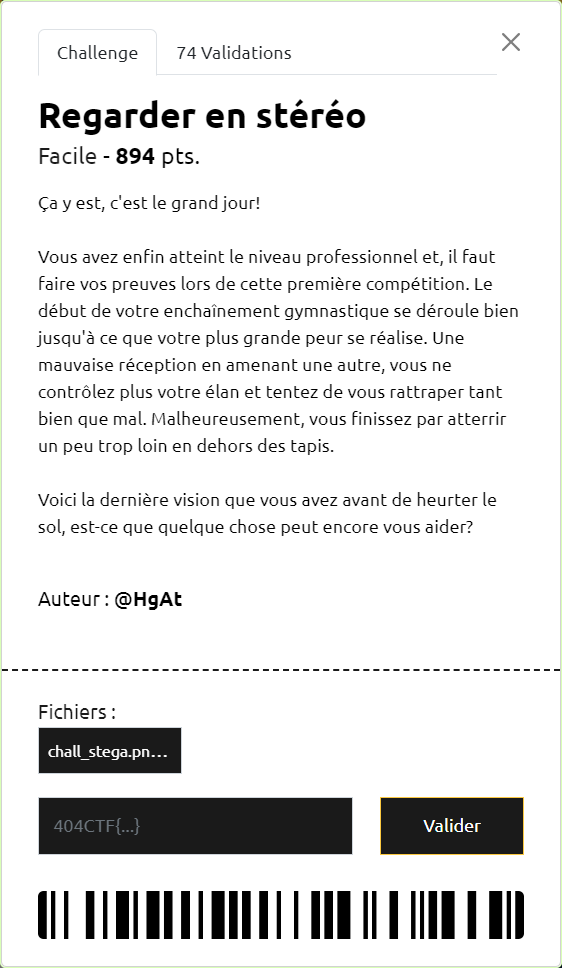 Challenge
74 Validations
Regarder en stéréo
Facile - 894 pts.
Ça y est, c'est le grand jour!
Vous avez enfin atteint le niveau professionnel et, il faut
faire vos preuves lors de cette première compétition. Le
début de votre enchaînement gymnastique se déroule bien
jusqu'à ce que votre plus grande peur se réalise. Une
mauvaise réception en amenant une autre, vous ne
contrôlez plus votre élan et tentez de vous rattraper tant
bien que mal. Malheureusement, vous finissez par atterrir
un peu trop loin en dehors des tapis.
Voici la dernière vision que vous avez avant de heurter le
sol, est-ce que quelque chose peut encore vous aider?
Auteur : @HgAt
Fichiers :
chall_stega.pn...
404CTF{...}
Valider